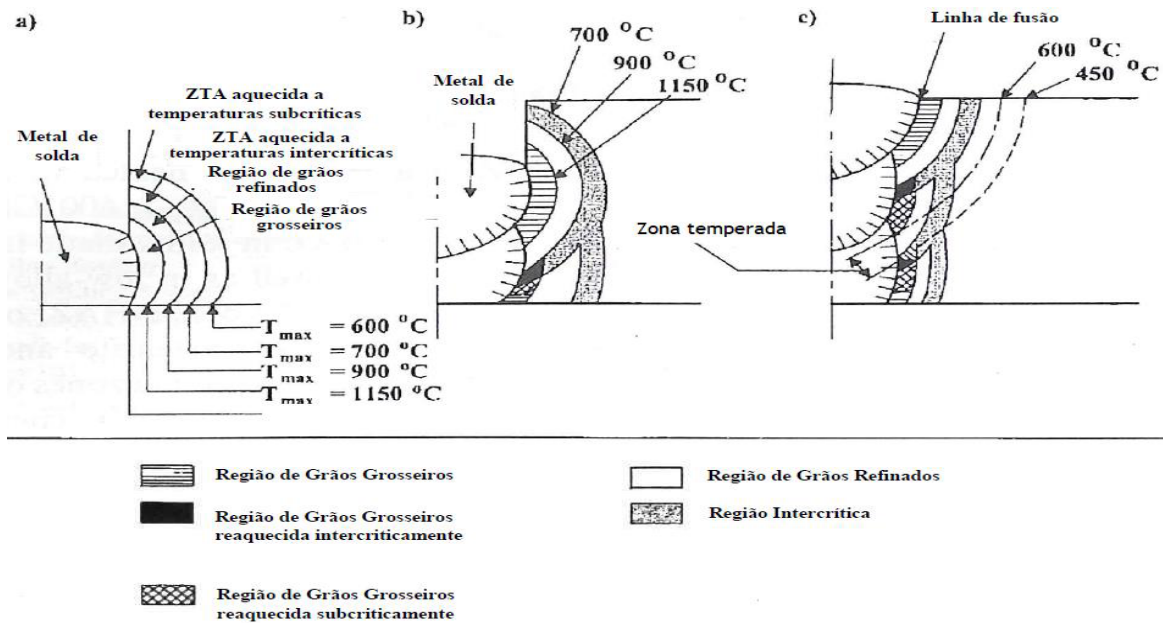 a)
ZTA aquecida a
temperaturas subcríticas
ZTA aquecida a
temperaturas intercríticas
Região de grãos
refinados
Região de grãos
grosseiros
Metal de
solda
T max = 600 °C
T max = 700 °C
T max = 900 °C
T max = 1150 °C
b)
700 °C
900 °C
1150 °C
Metal de
solda
c)
Linha de fusão
600 °C
450 °C
Zona temperada
Região de Grãos Grosseiros
Região de Grãos Grosseiros
reaquecida intercriticamente
Região de Grãos Grosseiros
reaquecida subcriticamente
Região de Grãos Refinados
Região Intercrítica